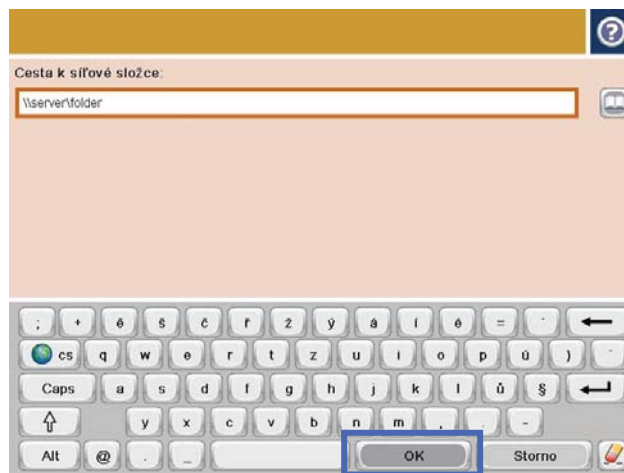 ?
Cesta k síťové složce:
\\server\folder
; + ě š č ř ž ý á í é = ´
cs q w e r t z u i o p ú )
Caps a s d f g h j k l ů §
y x c v b n m , . -
Alt @ . _ OK Storno